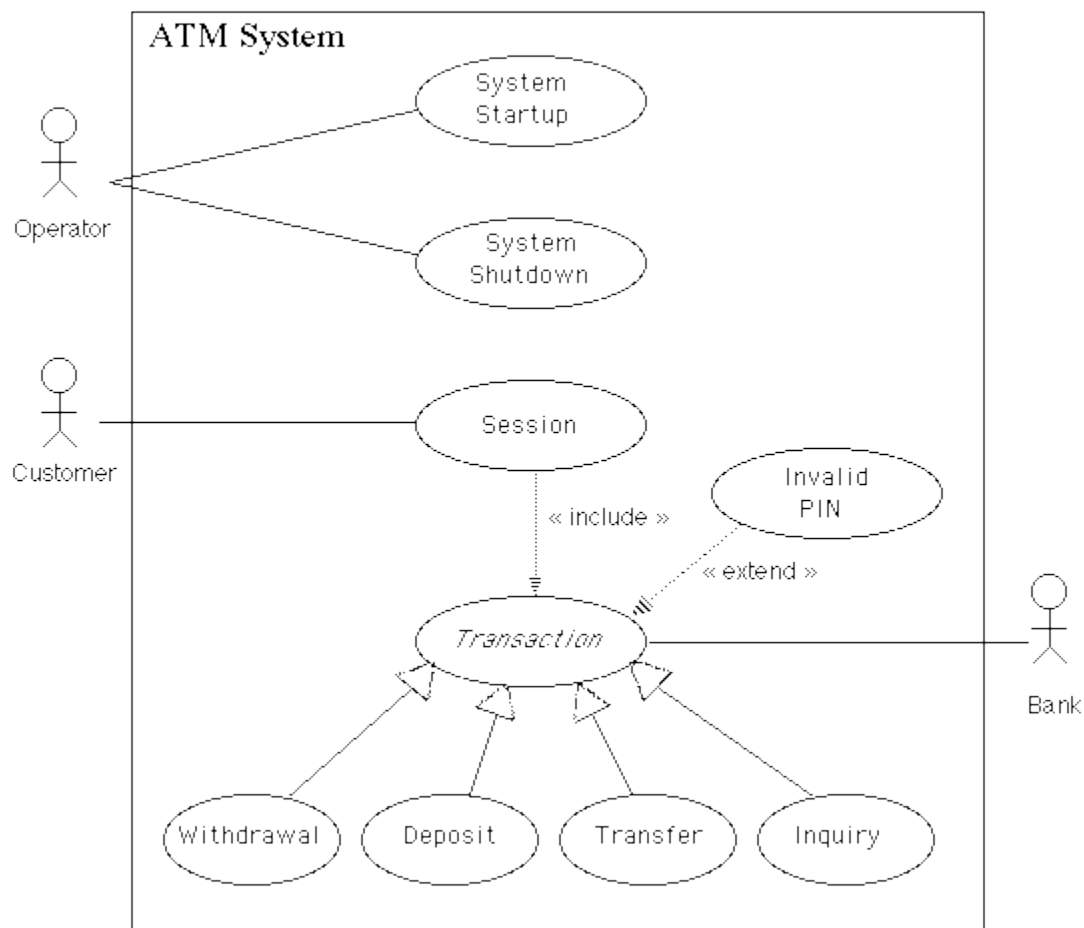 ATM System
System
Startup
Operator
System
Shutdown
Customer
Session
Invalid
PIN
« include »
« extend »
Transaction
Bank
Withdrawal
Deposit
Transfer
Inquiry